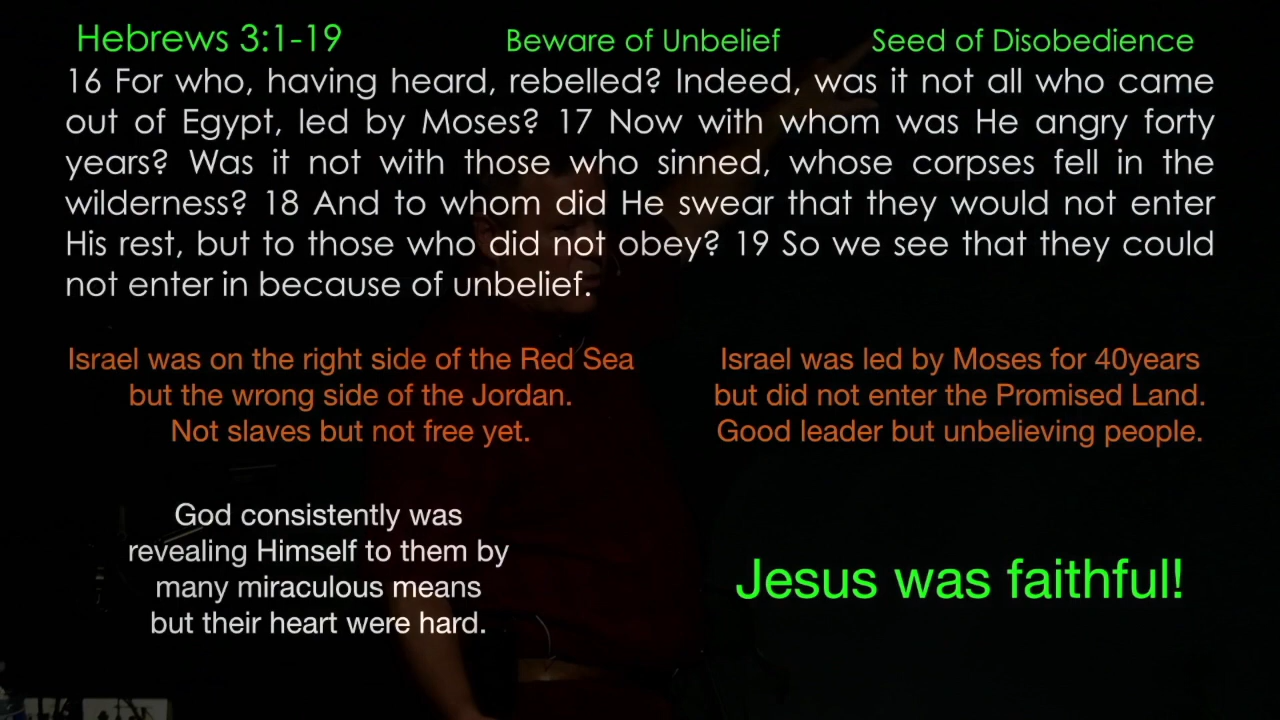 Hebrews 3:1-19 Beware of Unbelief Seed of Disobedience
16 For who, having heard, rebelled? Indeed, was it not all who came
out of Egypt, led by Moses? 17 Now with whom was He angry forty
years? Was it not with those who sinned, whose corpses fell in the
wilderness? 18 And to whom did He swear that they would not enter
His rest, but to those who did not obey? 19 So we see that they could
not enter in because of unbelief.
Israel was on the right side of the Red Sea
but the wrong side of the Jordan.
Not slaves but not free yet.
Israel was led by Moses for 40years
but did not enter the Promised Land.
Good leader but unbelieving people.
God consistently was
revealing Himself to them by
many miraculous means
but their heart were hard.
Jesus was faithful!